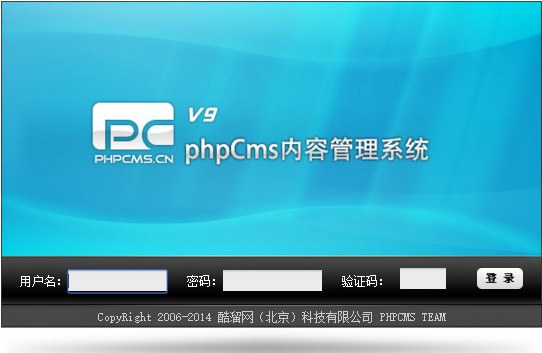 V9
PC
PHPCMS.CN
phpCms内容管理系统
用户名:
密码:
验证码:
登 录
CopyRight 2006-2014 酷溜网（北京）科技有限公司 PHPCMS TEAM